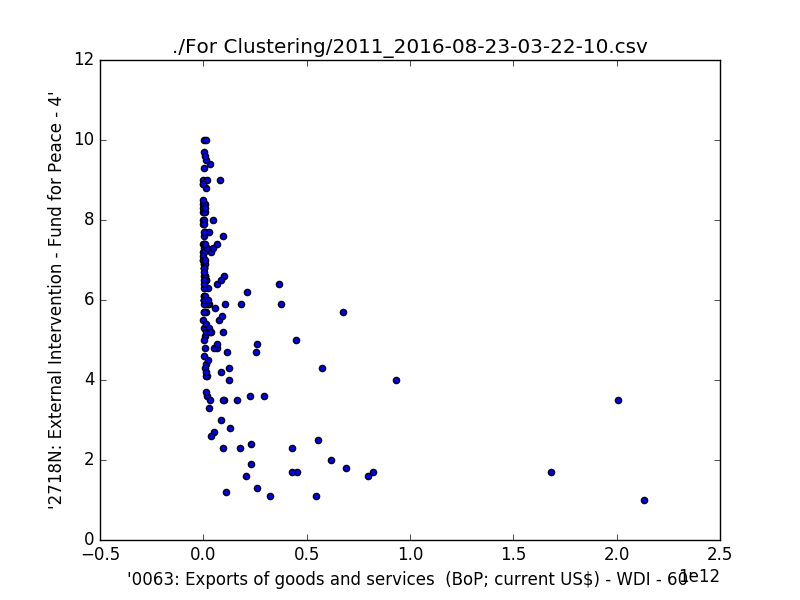 ./For Clustering/2011_2016-08-23-03-22-10.csv
12
10
8
6
4
2
0
'2718N: External Intervention - Fund for Peace - 4'
−0.5 0.0 0.5 1.0 1.5 2.0 2.5
1e12
'0063: Exports of goods and services (BoP; current US$) - WDI - 60'